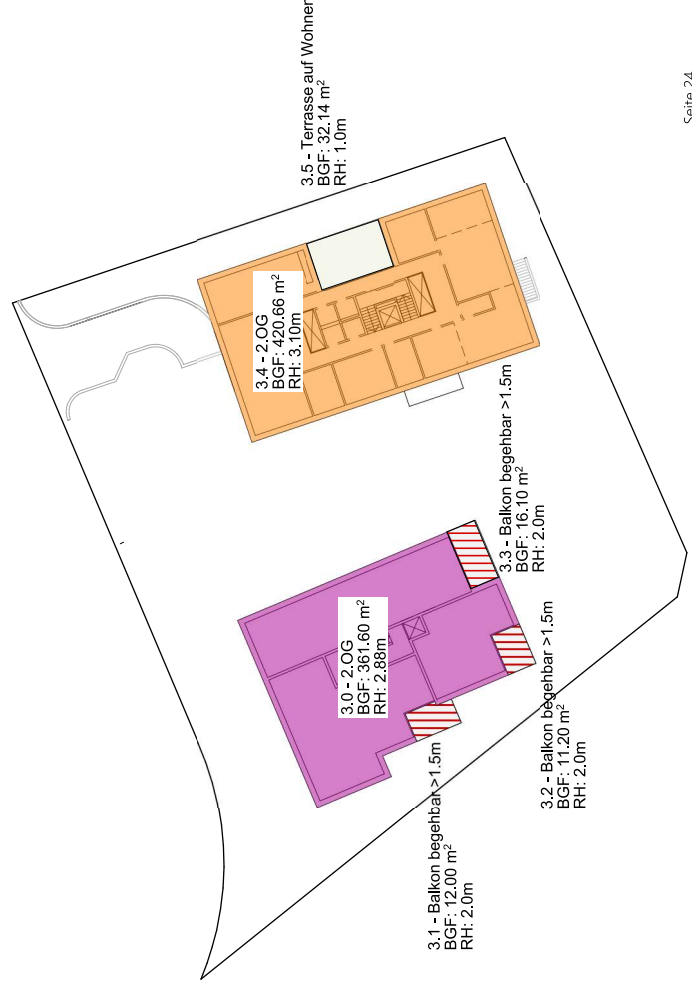 3.5 - Terrasse auf Wohnen
BGF: 32.14 m²
RH: 1.0m
3.4 - 2.OG
BGF: 420.66 m²
RH: 3.10m
3.3 - Balkon begehbar >1.5m
BGF: 16.10 m²
RH: 2.0m
3.0 - 2.OG
BGF: 361.60 m²
RH: 2.88m
3.2 - Balkon begehbar >1.5m
BGF: 11.20 m²
RH: 2.0m
3.1 - Balkon begehbar >1.5m
BGF: 12.00 m²
RH: 2.0m
Seite 24